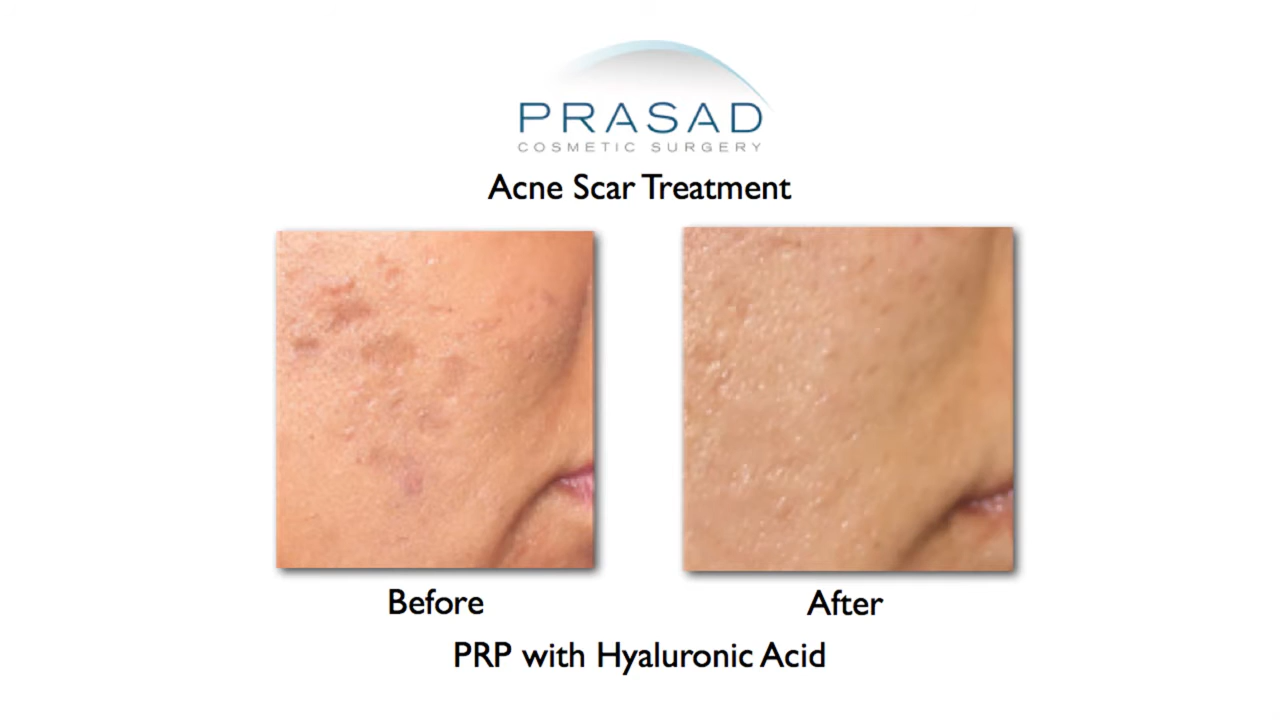 PRASAD
COSMETIC SURGERY
Acne Scar Treatment
Before
After
PRP with Hyaluronic Acid